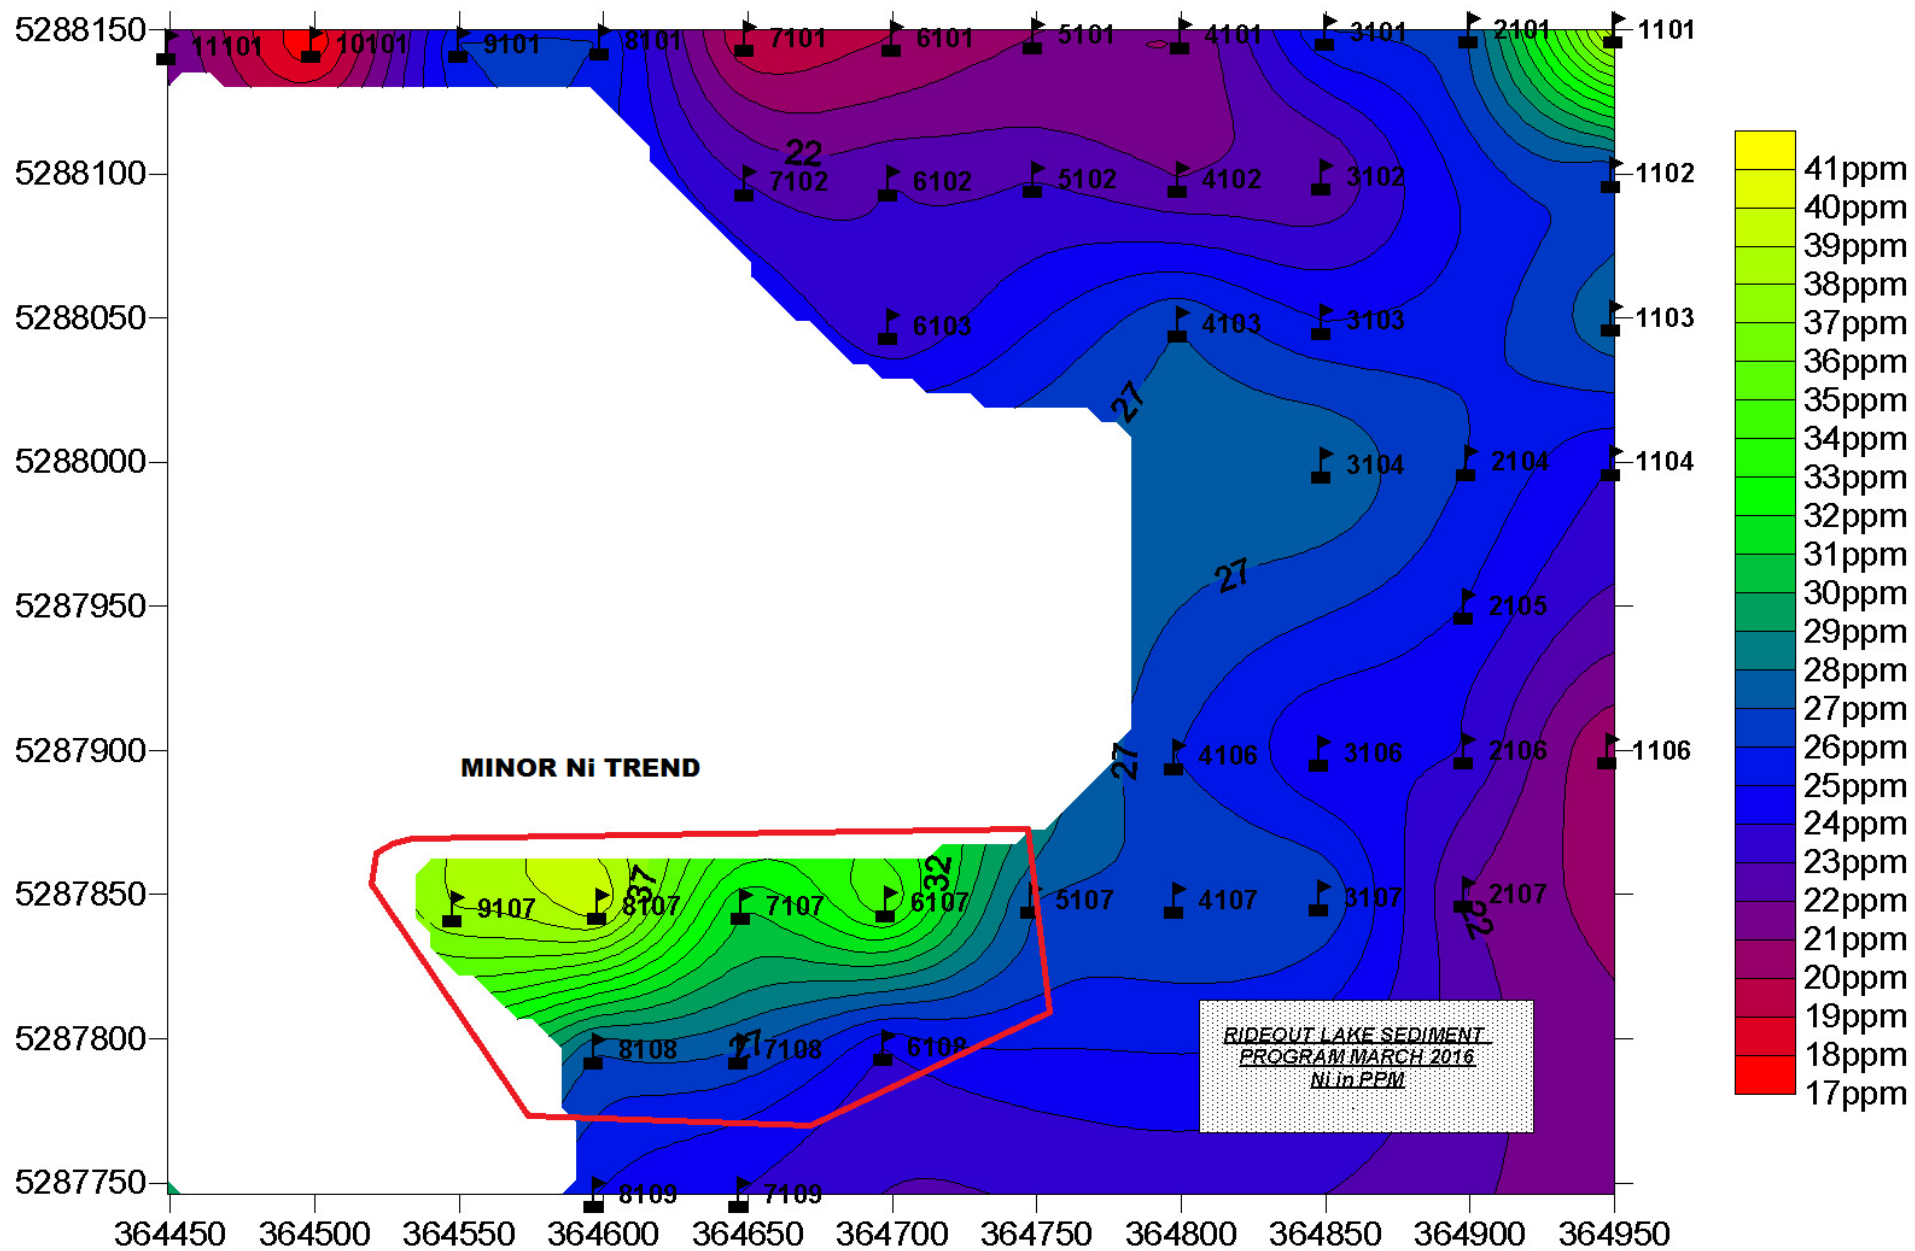 5288150
11101
10101
9101
8101
7101
6101
5101
4101
3101
2101
1101
22
5288100
7102
6102
5102
4102
3102
1102
5288050
6103
4103
3103
1103
27
5288000
3104
2104
1104
27
5287950
2105
5287900
27
4106
3106
2106
1106
MINOR Ni TREND
5287850
9107
37
8107
7107
6107
32
5107
4107
3107
2107
22
5287800
8108
27
7108
6108
RIDEOUT LAKE SEDIMENT
PROGRAM MARCH 2016
Ni in PPM
5287750
8109
7109
364450 364500 364550 364600 364650 364700 364750 364800 364850 364900 364950
41ppm
40ppm
39ppm
38ppm
37ppm
36ppm
35ppm
34ppm
33ppm
32ppm
31ppm
30ppm
29ppm
28ppm
27ppm
26ppm
25ppm
24ppm
23ppm
22ppm
21ppm
20ppm
19ppm
18ppm
17ppm